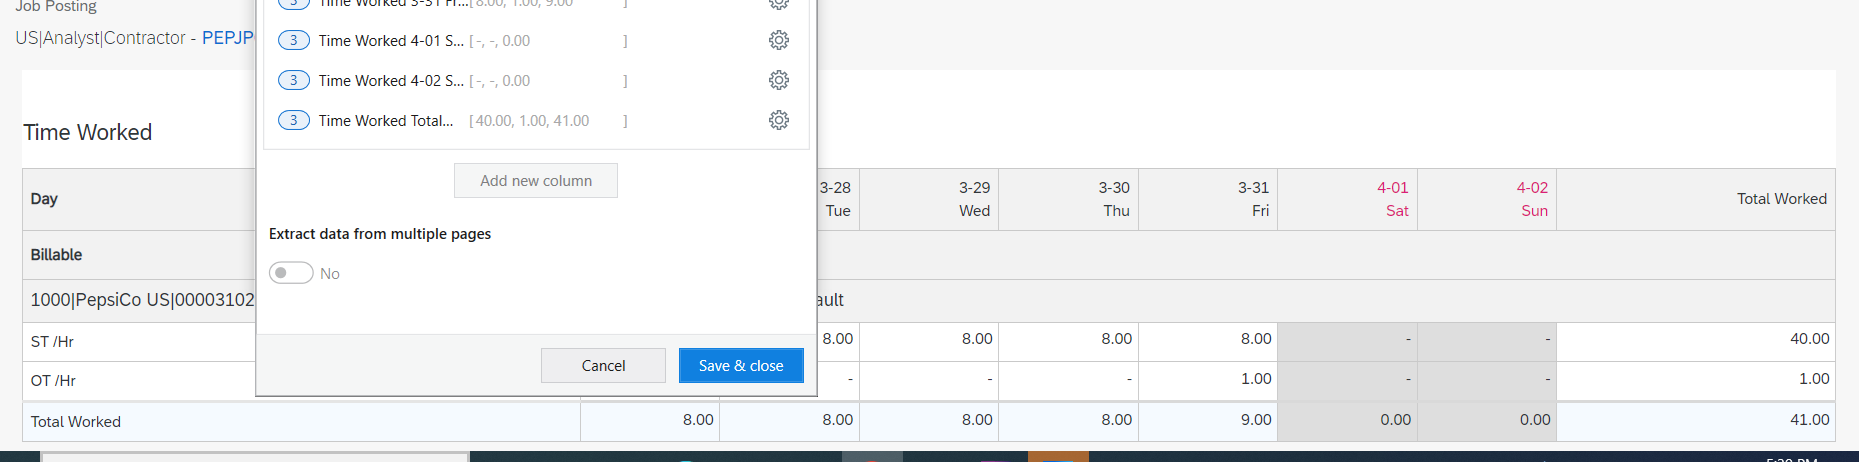 Job Posting
US|Analyst|Contractor - PEPJP
3 Time Worked 3-31 Fr... [8.00, 1.00, 9.00 ]
3 Time Worked 4-01 S... [ -, -, 0.00 ]
3 Time Worked 4-02 S... [ -, -, 0.00 ]
3 Time Worked Total... [ 40.00, 1.00, 41.00 ]
Add new column
Extract data from multiple pages
No
Cancel Save & close
Time Worked
Day 3-28 Tue 3-29 Wed 3-30 Thu 3-31 Fri 4-01 Sat 4-02 Sun Total Worked
Billable
1000|PepsiCo US|00003102 ault
ST /Hr 8.00 8.00 8.00 8.00 - - 40.00
OT /Hr - - - 1.00 - - 1.00
Total Worked 8.00 8.00 8.00 8.00 9.00 0.00 0.00 41.00